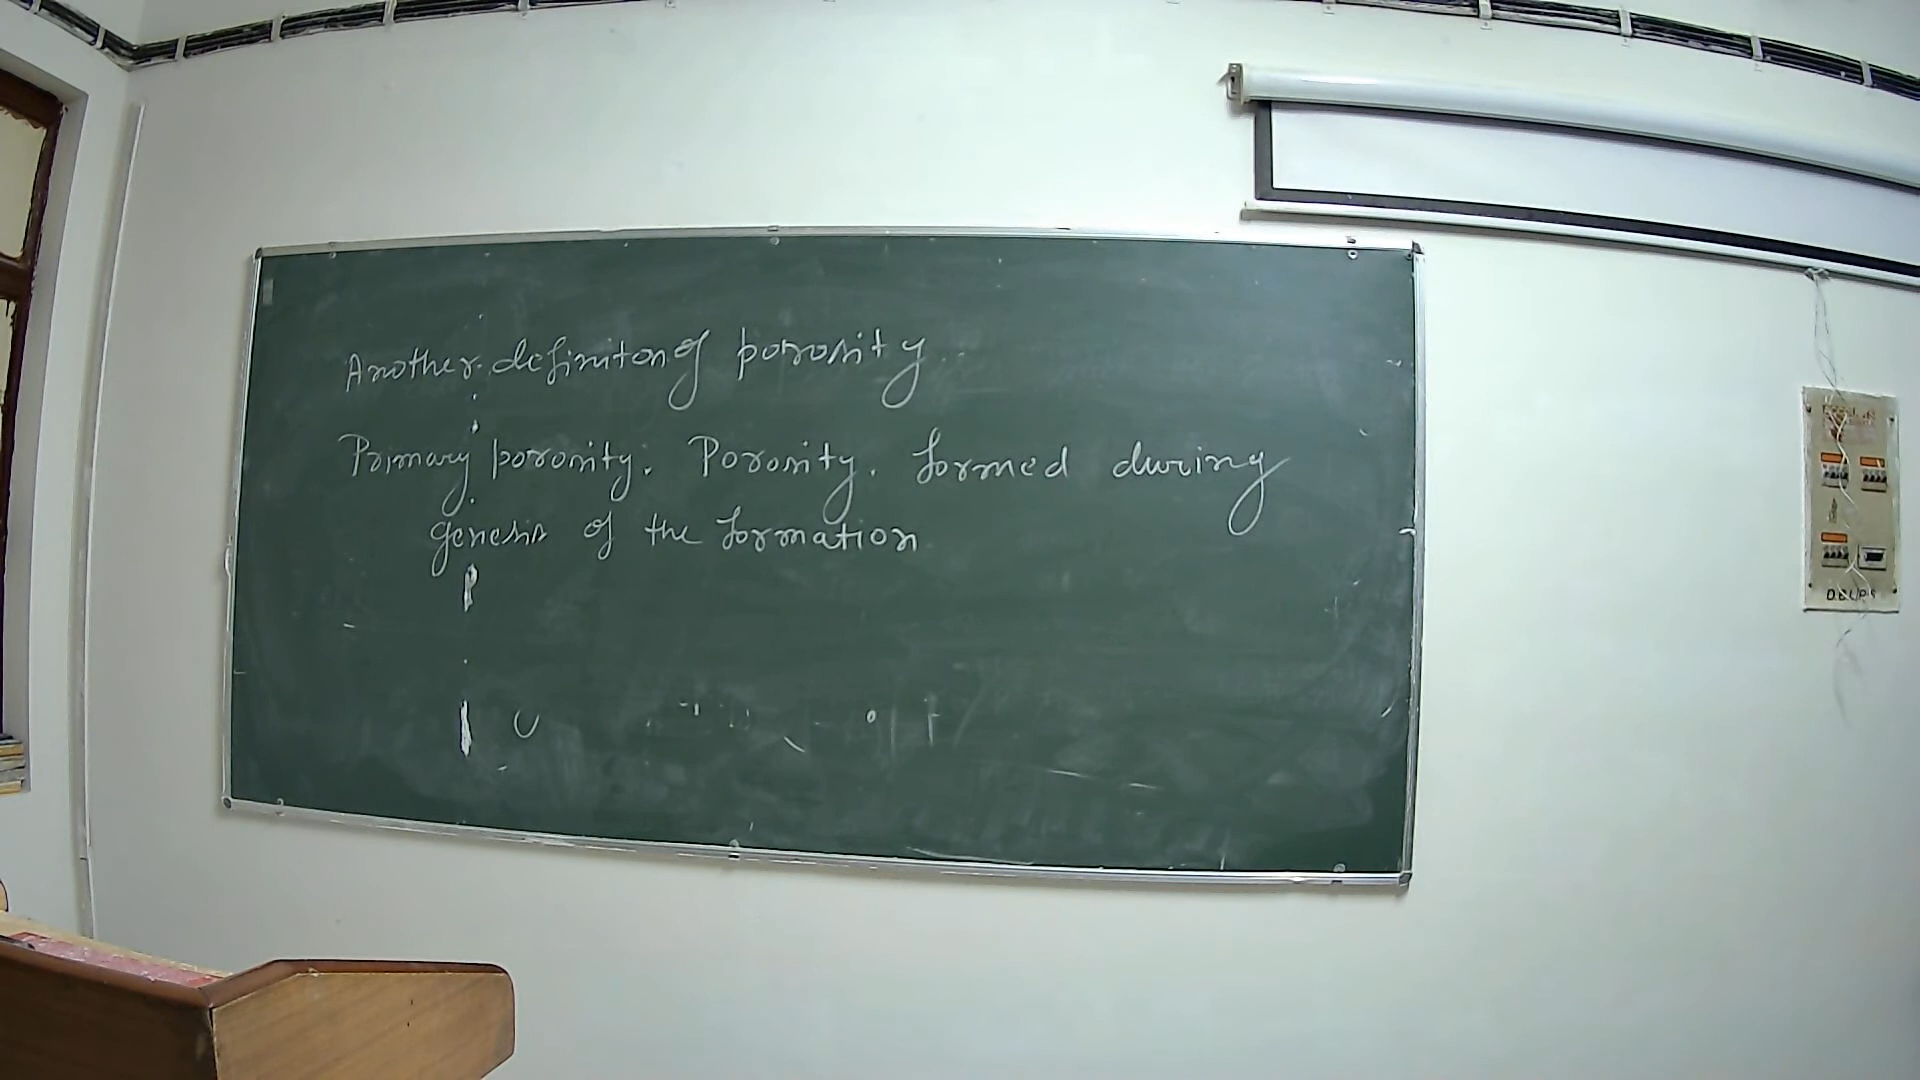 Another definiton of porosity
Primary porosity. Porosity. formed during
genesis of the formation